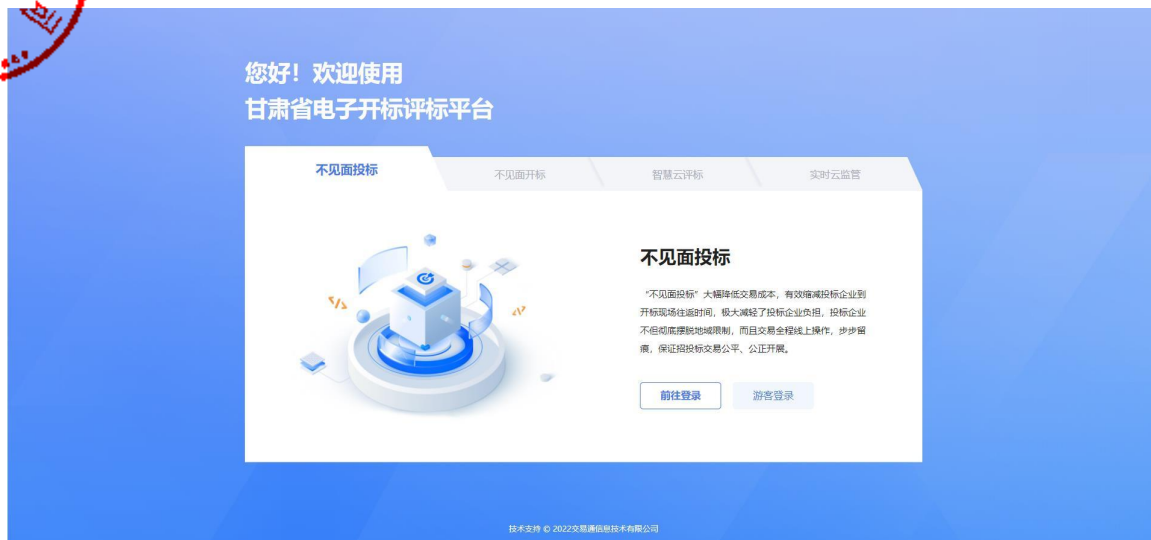 您好！欢迎使用
甘肃省电子开标评标平台
不见面投标
不见面开标
智慧云评标
实时云监管
不见面投标
“不见面投标”大幅降低交易成本，有效缩减投标企业到
开标现场往返时间，极大减轻了投标企业负担，投标企业
不但彻底摆脱地域限制，而且交易全程线上操作，步步留
痕，保证招投标交易公平、公正开展。
前往登录
游客登录
技术支持 © 2022交易通信息技术有限公司